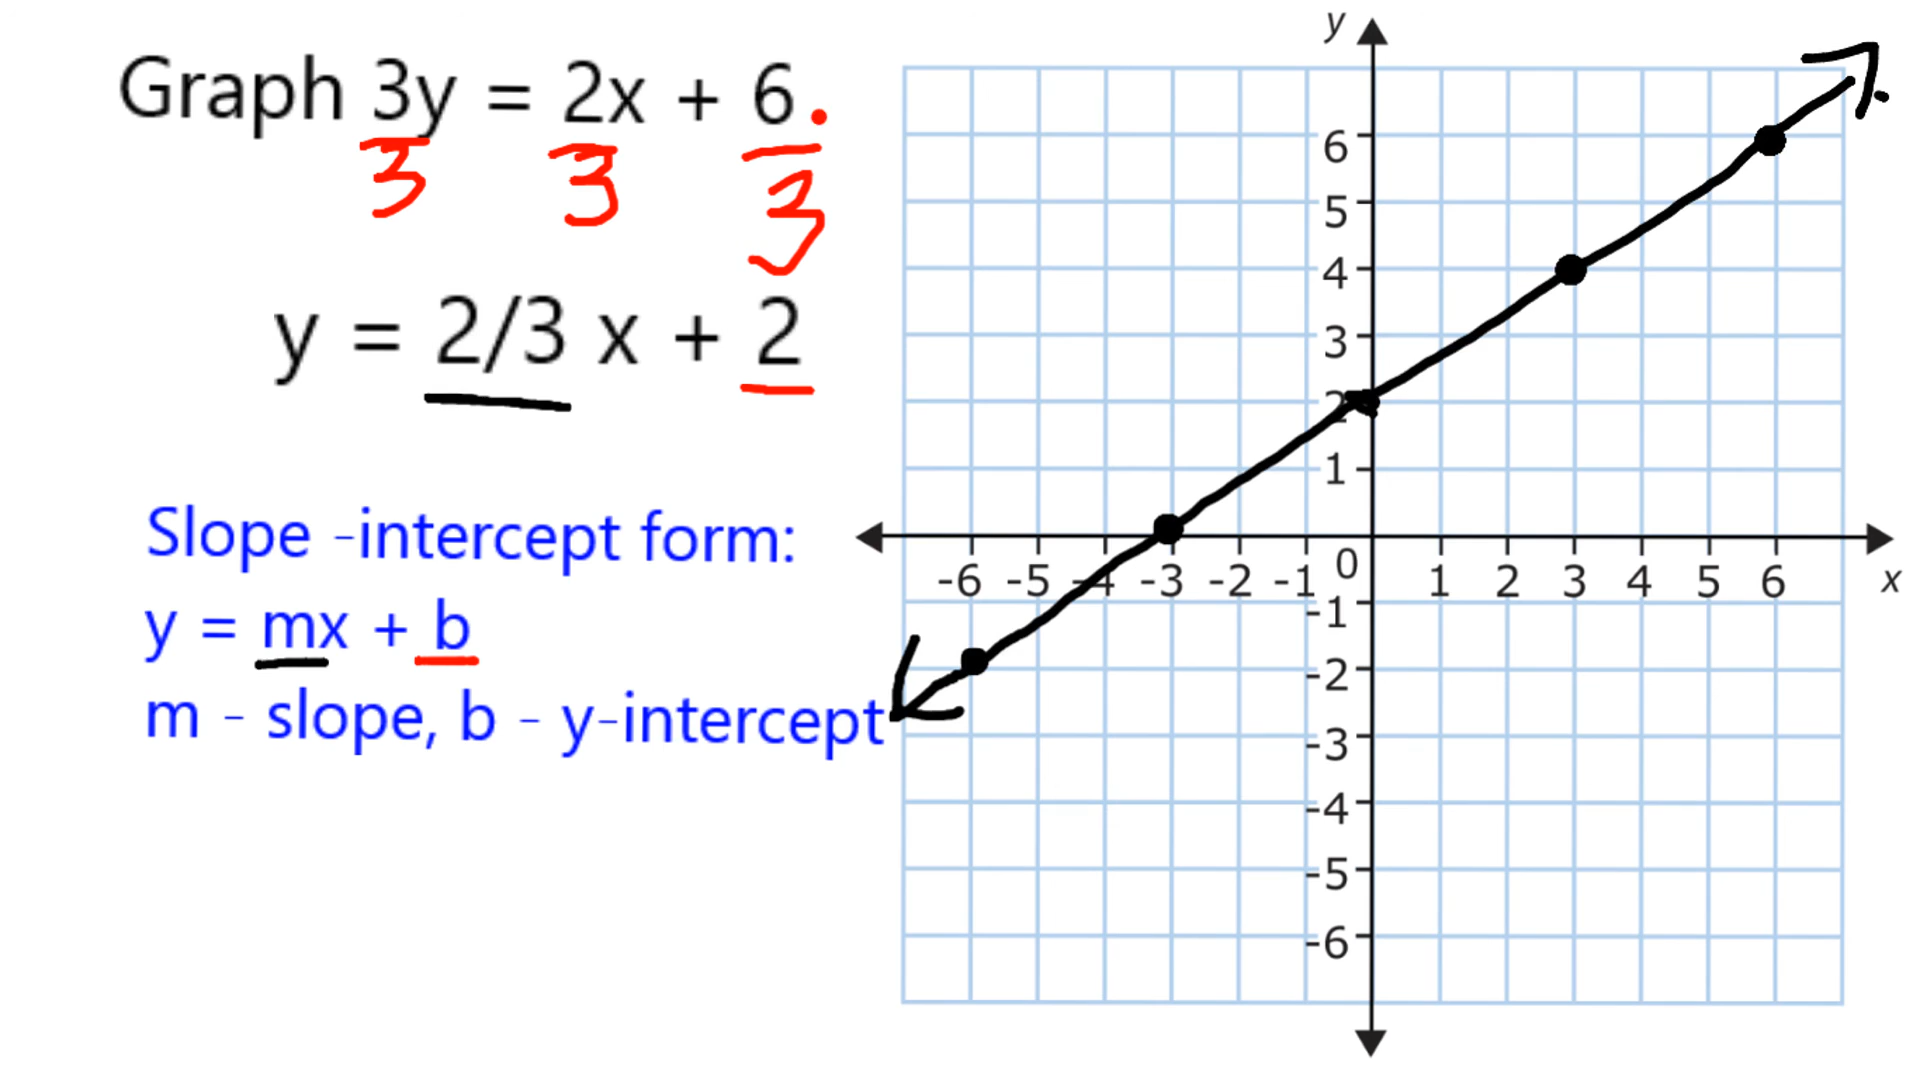 Graph 3y = 2x + 6.
3 3 3
y = 2/3 x + 2
Slope -intercept form:
y = mx + b
m - slope, b - y-intercept
y
6
5
4
3
2
1
-6 -5 -4 -3 -2 -1 0 1 2 3 4 5 6 x
-1
-2
-3
-4
-5
-6